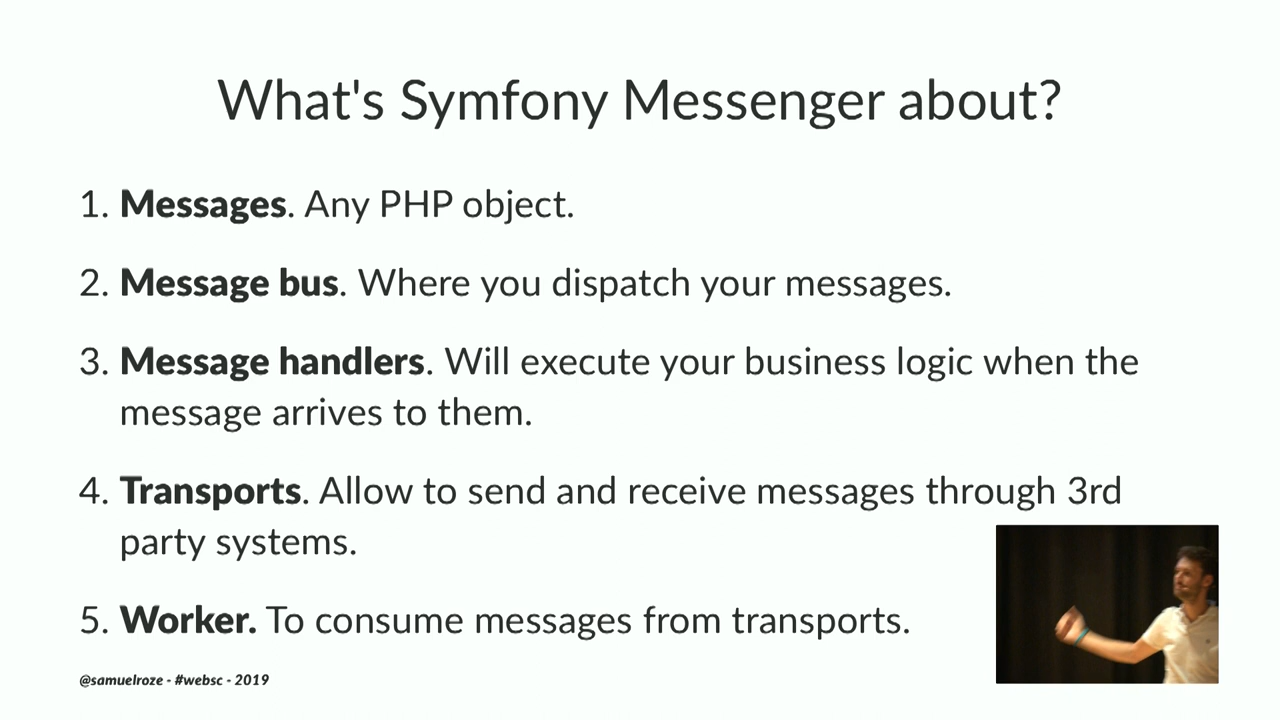 What's Symfony Messenger about?
1. Messages. Any PHP object.
2. Message bus. Where you dispatch your messages.
3. Message handlers. Will execute your business logic when the
message arrives to them.
4. Transports. Allow to send and receive messages through 3rd
party systems.
5. Worker. To consume messages from transports.
@samuelroze - #websc - 2019